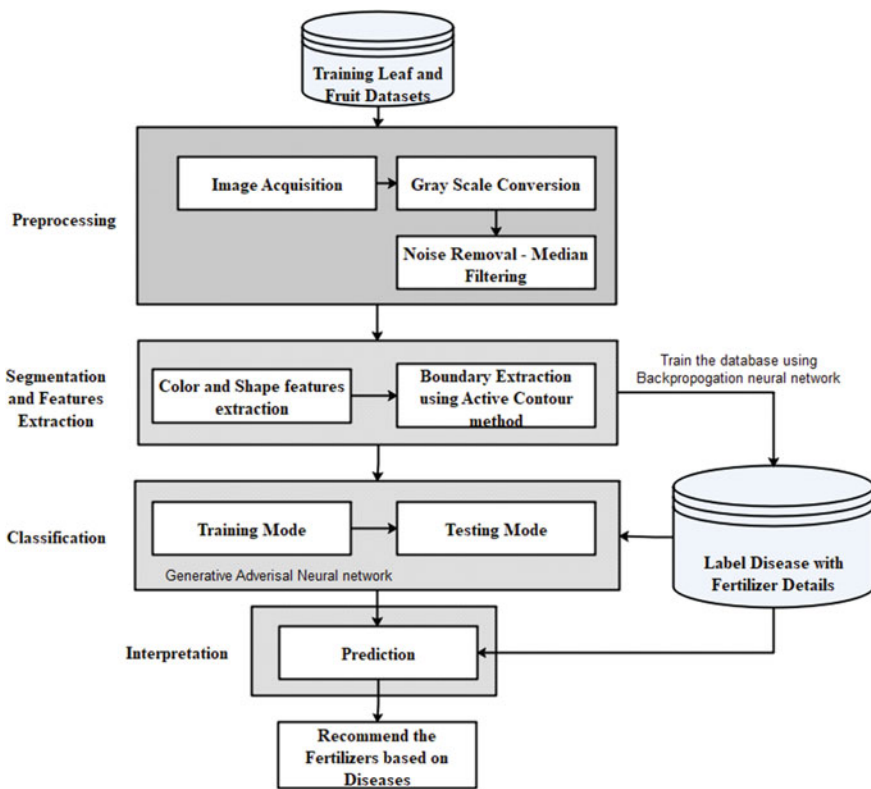 Training Leaf and
Fruit Datasets
Image Acquisition
Gray Scale Conversion
Preprocessing
Noise Removal - Median
Filtering
Train the database using
Backpropogation neural network
Segmentation
and Features
Extraction
Color and Shape features
extraction
Boundary Extraction
using Active Contour
method
Classification
Training Mode
Testing Mode
Generative Adverisal Neural network
Label Disease with
Fertilizer Details
Interpretation
Prediction
Recommend the
Fertilizers based on
Diseases